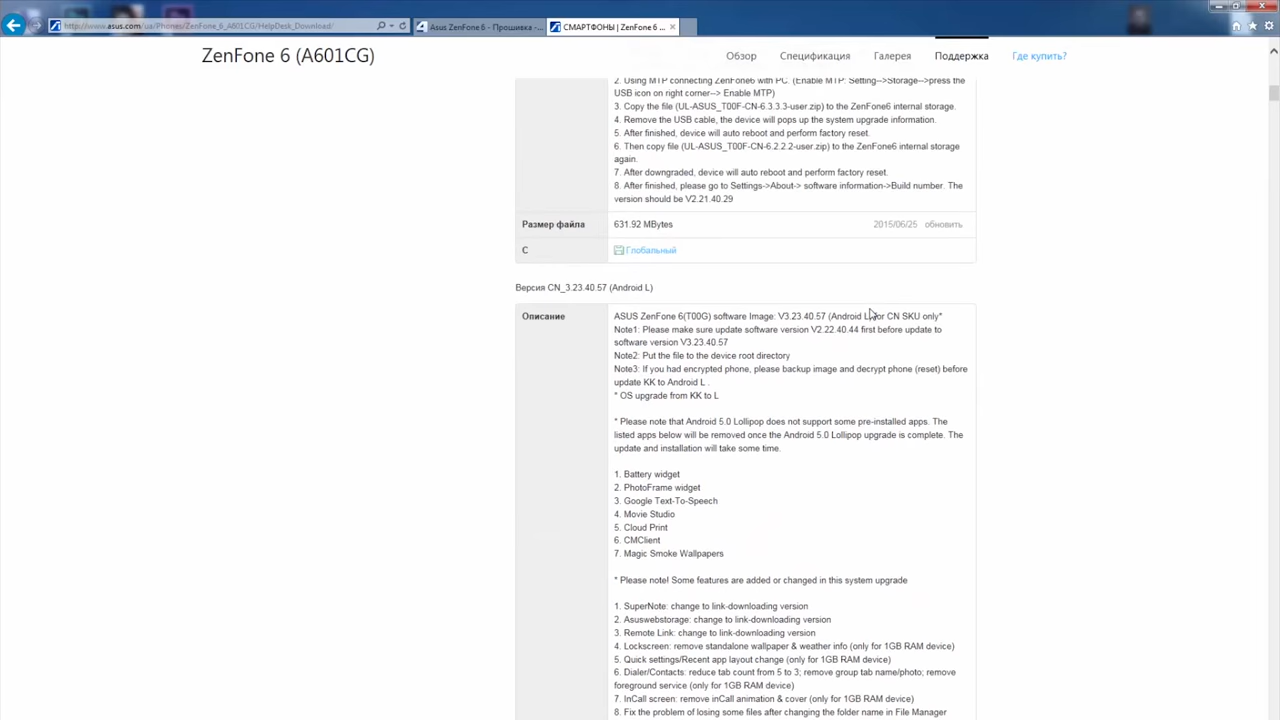 http://www.asus.com/ua/Phones/ZenFone_6_A601CG/HelpDesk_Download/
Asus ZenFone 6 - Прошивка -...
СМАРТФОНЫ | ZenFone 6 ...
ZenFone 6 (A601CG)
Обзор
Спецификация
Галерея
Поддержка
Где купить?
2. Using MTP connecting ZenFone6 with PC. (Enable MTP: Setting-->Storage-->press the
USB icon on right corner--> Enable MTP)
3. Copy the file (UL-ASUS_T00F-CN-6.3.3.3-user.zip) to the ZenFone6 internal storage.
4. Remove the USB cable, the device will pops up the system upgrade information.
5. After finished, device will auto reboot and perform factory reset.
6. Then copy file (UL-ASUS_T00F-CN-6.2.2.2-user.zip) to the ZenFone6 internal storage
again.
7. After downgraded, device will auto reboot and perform factory reset.
8. After finished, please go to Settings->About-> software information->Build number. The
version should be V2.21.40.29
Размер файла
631.92 MBytes
2015/06/25 обновить
С
Глобальный
Версия CN_3.23.40.57 (Android L)
Описание
ASUS ZenFone 6(T00G) software Image: V3.23.40.57 (Android L) or CN SKU only*
Note1: Please make sure update software version V2.22.40.44 first before update to
software version V3.23.40.57
Note2: Put the file to the device root directory
Note3: If you had encrypted phone, please backup image and decrypt phone (reset) before
update KK to Android L .
* OS upgrade from KK to L
* Please note that Android 5.0 Lollipop does not support some pre-installed apps. The
listed apps below will be removed once the Android 5.0 Lollipop upgrade is complete. The
update and installation will take some time.
1. Battery widget
2. PhotoFrame widget
3. Google Text-To-Speech
4. Movie Studio
5. Cloud Print
6. CMClient
7. Magic Smoke Wallpapers
* Please note! Some features are added or changed in this system upgrade
1. SuperNote: change to link-downloading version
2. Asuswebstorage: change to link-downloading version
3. Remote Link: change to link-downloading version
4. Lockscreen: remove standalone wallpaper & weather info (only for 1GB RAM device)
5. Quick settings/Recent app layout change (only for 1GB RAM device)
6. Dialer/Contacts: reduce tab count from 5 to 3; remove group tab name/photo; remove
foreground service (only for 1GB RAM device)
7. InCall screen: remove inCall animation & cover (only for 1GB RAM device)
8. Fix the problem of losing some files after changing the folder name in File Manager